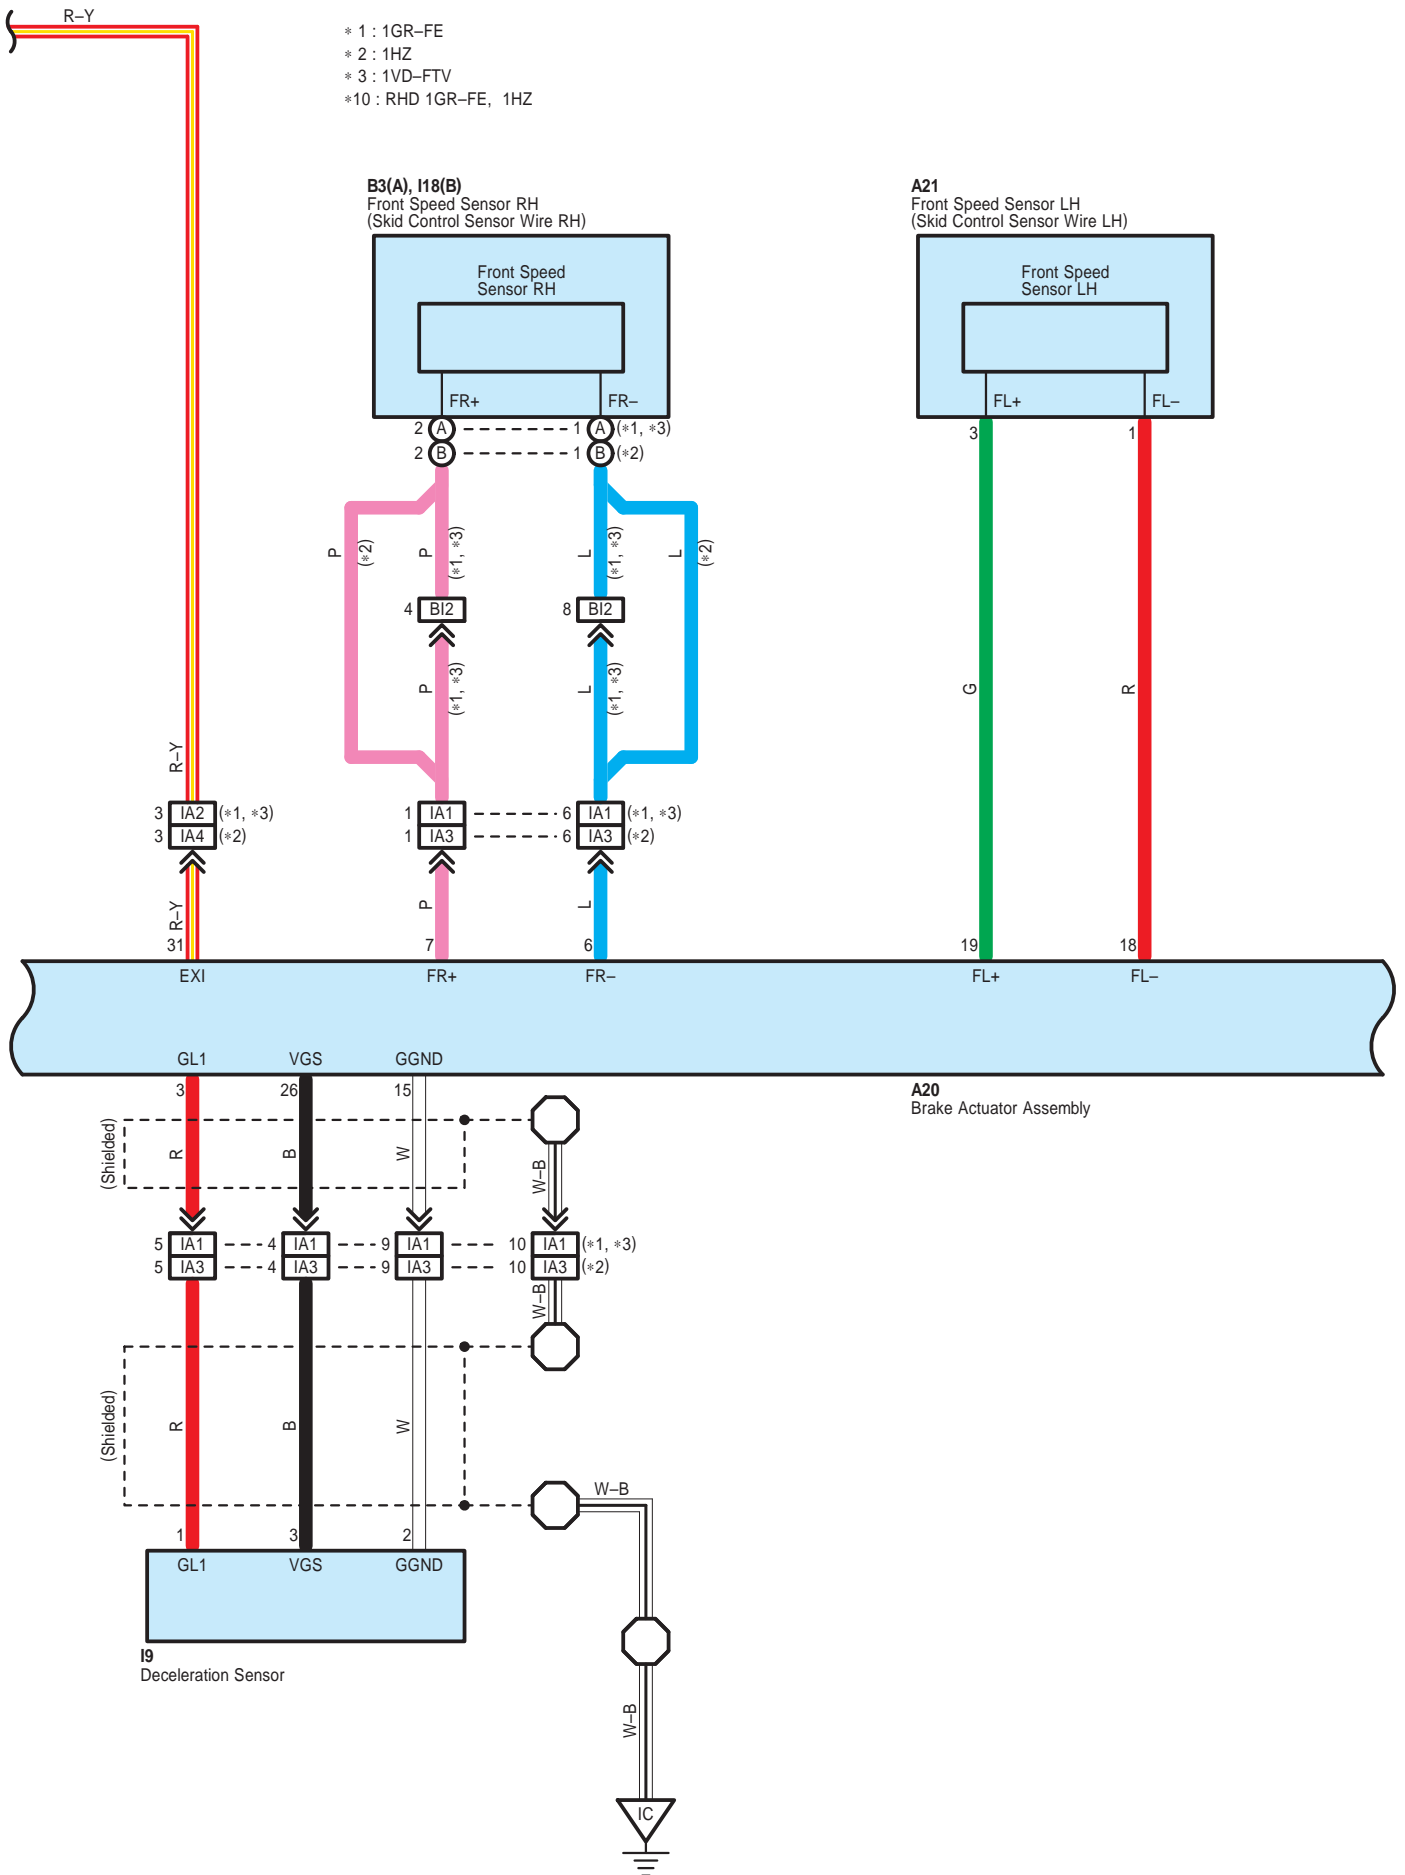 R–Y
* 1 : 1GR–FE
* 2 : 1HZ
* 3 : 1VD–FTV
*10 : RHD 1GR–FE, 1HZ
B3(A), I18(B)
Front Speed Sensor RH
(Skid Control Sensor Wire RH)
A21
Front Speed Sensor LH
(Skid Control Sensor Wire LH)
Front Speed
Sensor RH
Front Speed
Sensor LH
FR+ FR–
FL+ FL–
2 A 1 A (*1, *3)
2 B 1 B (*2)
3 1
P (*2) P (*1, *3) L (*1, *3) L (*2)
4 BI2 8 BI2
P (*1, *3) L (*1, *3)
G R
R–Y
3 IA2 (*1, *3) 1 IA1 6 IA1 (*1, *3)
3 IA4 (*2) 1 IA3 6 IA3 (*2)
R–Y P L
31 7 6 19 18
EXI FR+ FR– FL+ FL–
GL1 VGS GGND
3 26 15
A20
Brake Actuator Assembly
(Shielded) R B W W–B
5 IA1 4 IA1 9 IA1 10 IA1 (*1, *3)
5 IA3 4 IA3 9 IA3 10 IA3 (*2)
W–B
(Shielded) R B W
W–B
1 3 2
GL1 VGS GGND
I9
Deceleration Sensor
W–B
IC